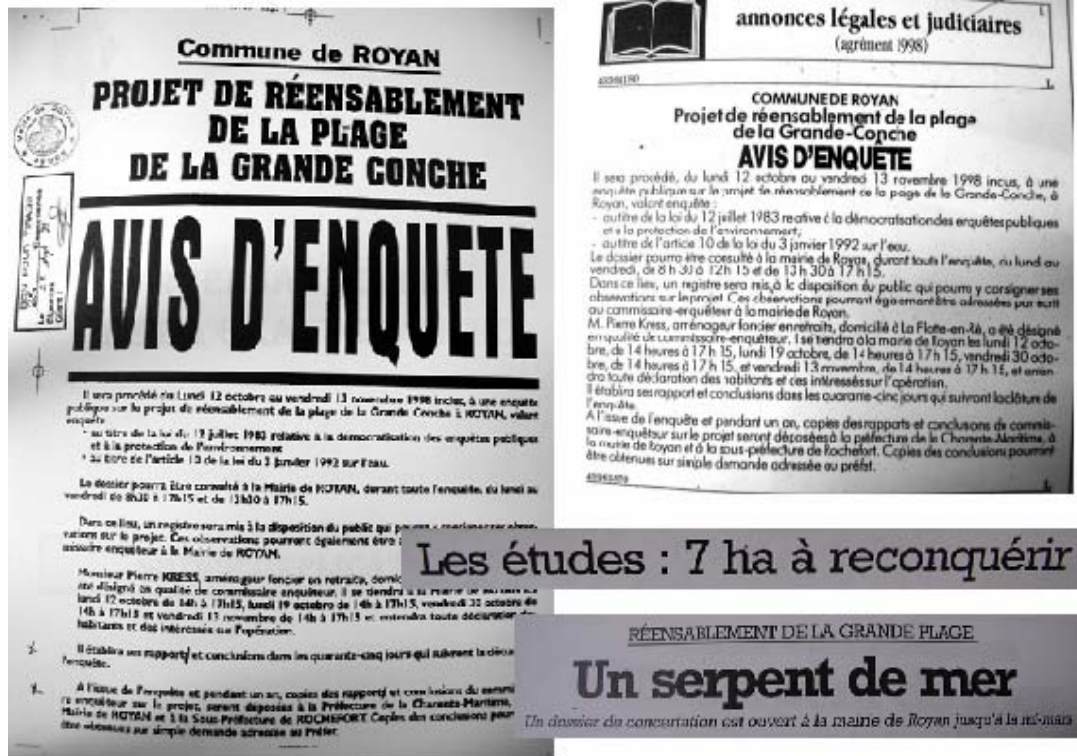 Commune de ROYAN
PROJET DE RÉENSABLEMENT
DE LA PLAGE
DE LA GRANDE CONCHE
AVIS D'ENQUETE
Il sera procédé du Lundi 12 octobre au vendredi 13 novembre 1998 inclus, à une enquête
publique sur le projet de réensablement de la plage de la Grande Conche à ROYAN, valant
enquête
- au titre de la loi du 12 juillet 1983 relative à la démocratisation des enquêtes publiques
et à la protection de l'environnement
- au titre de l'article 10 de la loi du 3 janvier 1992 sur l'eau.
Le dossier pourra être consulté à la Mairie de ROYAN, durant toute l'enquête, du lundi au
vendredi de 8h30 à 17h15 et de 13h30 à 17h15.
Dans ce lieu, un registre sera mis à la disposition du public qui
vations sur le projet. Ces observations pourront également être
missaire enquêteur à la Mairie de ROYAN.
Monsieur Pierre KRESS, aménageur foncier en retraite,
été désigné en qualité de commissaire enquêteur. Il se tiendra à la Mairie de
lundi 12 octobre de 14h à 17h15, lundi 19 octobre de 14h à 17h15, vendredi 30 octobre de
14h à 17h15 et vendredi 13 novembre de 14h à 17h15 et entendra toute déclaration
habitants et des intéressés sur l'opération.
Il établira ses rapport et conclusions dans les quarante-cinq jours qui suivront la
l'enquête.
A l'issue de l'enquête et pendant un an, copies des rapport et conclusions du
enquêteur sur le projet, seront déposées à la Préfecture de la Charente-Maritime,
Mairie de ROYAN et à la Sous-Préfecture de ROCHEFORT Copies des conclusions
être obtenues sur simple demande adressée au Préfet.
annonces légales et judiciaires
(agrément 1998)
COMMUNE DE ROYAN
Projet de réensablement de la plage
de la Grande-Conche
AVIS D'ENQUETE
Il sera procédé, du lundi 12 octobre au vendredi 13 novembre 1998 incus, à une
enquête publique sur le projet de réensablement de la page de la Grande-Conche, à
Royan, valant enquête :
- au titre de la loi du 12 juillet 1983 reative à la démocratisation des enquêtes publiques
et à la protection de l'environnement;
- au titre de l'artice 10 de la loi du 3 janvier 1992 sur l'eau.
Le dossier pourra être consulté à la mairie de Royan, durant toute l'enquête, du lundi au
vendredi, de 8 h 30 à 12h 15 et de 13 h 30 à 17 h 15.
Dans ce lieu, un registre sera mis à la disposition du public qui pourra y consigner ses
observations sur le projet Ces observations pourront également être adressées par écrit
au commissaire-enquêteur à la mairie de Royan.
M. Pierre Kress, aménageur foncier en retraite, domicilié à La Flotte-en-Ré, a été désigné
en qualité de commissaire-enquêteur. I se tiendra à la mairie de Royan les lundi 12 octo-
bre, de 14 heures à 17 h 15, lundi 19 octobre, de 14 heures à 17 h 15, vendredi 30 octo-
bre, de 14 heures à 17 h 15, et vendredi 13 novembre, de 14 heures à 17 h 15, et enten-
dra toute déclaration des habitants et des intéressés sur l'opération.
Il établira ses rapport et conclusions dans les quarante-cinq jours qui suivront la clôture de
l'enquête.
A l'issue de l'enquête et pendant un an, copies des rapports et conclusions du commis-
saire-enquêteur sur le projet seront déposées à la préfecture de la Charente-Maritime, à
la mairie de Royan et à la sous-préfecture de Rochefort. Copies des conclusions pourront
être obtenues sur simple demande adressée au préfet.
Les études : 7 ha à reconquérir
RÉENSABLEMENT DE LA GRANDE PLAGE
Un serpent de mer
Un dossier de concertation est ouvert à la mairie de Royan jusqu'à la mi-mars